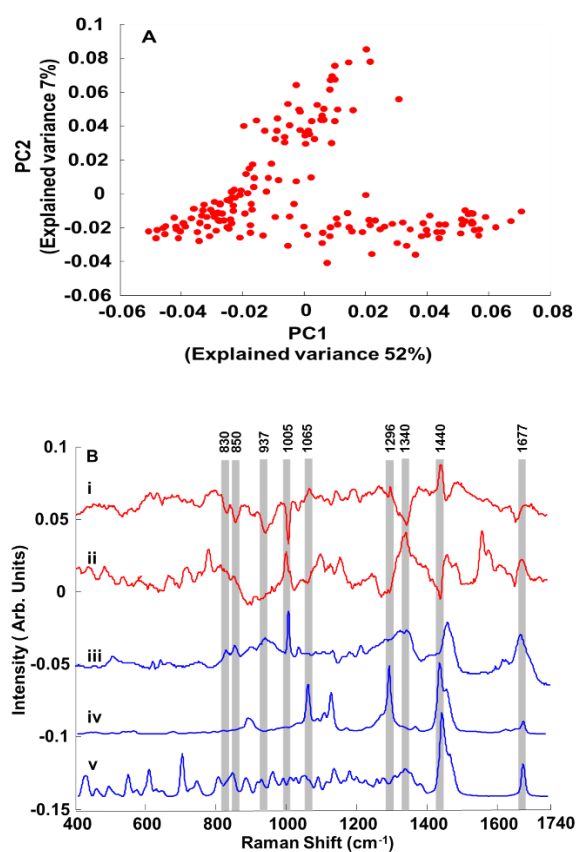 A
0.1
0.08
0.06
0.04
0.02
0
-0.02
-0.04
-0.06
PC2
(Explained variance 7%)
-0.06 -0.04 -0.02 0 0.02 0.04 0.06 0.08
PC1
(Explained variance 52%)
B
830 850 937 1005 1065 1296 1340 1440 1677
0.1
0.05
0
-0.05
-0.1
-0.15
i
ii
iii
iv
v
Intensity ( Arb. Units)
400 600 800 1000 1200 1400 1600 1740
Raman Shift (cm-1)